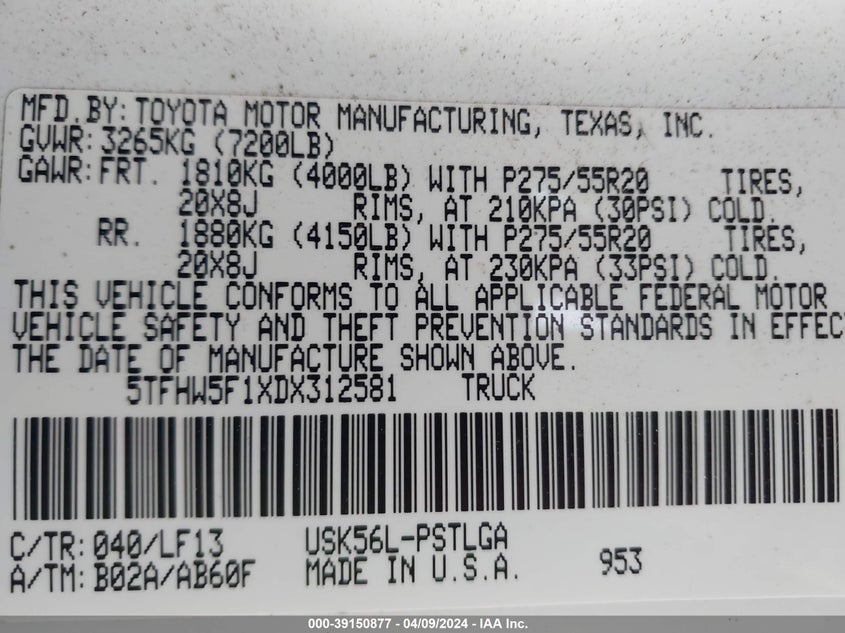 MFD.BY: TOYOTA MOTOR MANUFACTURING, TEXAS, INC.
GVWR: 3265KG (7200LB)
GAWR: FRT. 1810KG (4000LB) WITH P275/55R20 TIRES,
20X8J RIMS, AT 210KPA (30PSI) COLD.
RR. 1880KG (4150LB) WITH P275/55R20 TIRES,
20X8J RIMS, AT 230KPA (33PSI) COLD.
THIS VEHICLE CONFORMS TO ALL APPLICABLE FEDERAL MOTOR
VEHICLE SAFETY AND THEFT PREVENTION STANDARDS IN EFFEC
THE DATE OF MANUFACTURE SHOWN ABOVE.
5TFHW5F1XDX312581 TRUCK
C/TR: 040/LF13 USK56L-PSTLGA
A/TM: B02A/AB60F MADE IN U.S.A. 953
000-39150877 - 04/09/2024 - IAA Inc.